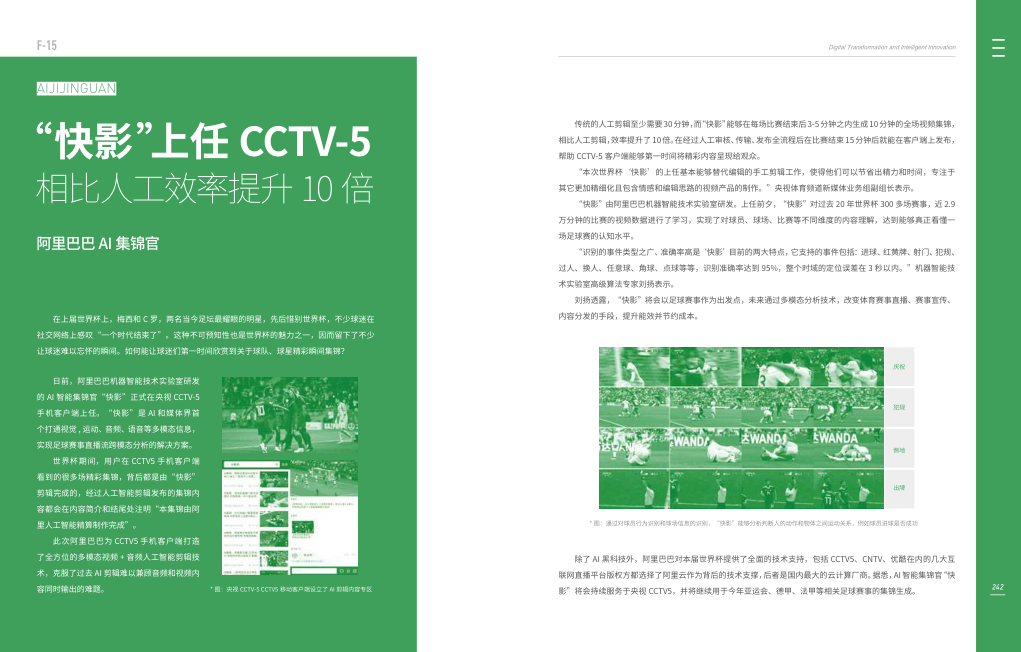 F-15
Digital Transformation and Intelligent Innovation
AIJIJINGUAN
“快影”上任 CCTV-5
相比人工效率提升 10 倍
阿里巴巴 AI 集锦官
在上届世界杯上，梅西和 C 罗，两名当今足坛最耀眼的明星，先后惜别世界杯，不少球迷在
社交网络上感叹“一个时代结束了”。这种不可预知性也是世界杯的魅力之一，因而留下了不少
让球迷难以忘怀的瞬间。如何能让球迷们第一时间欣赏到关于球队、球星精彩瞬间集锦？
日前，阿里巴巴机器智能技术实验室研发
的 AI 智能集锦官“快影”正式在央视 CCTV-5
手机客户端上任。“快影”是 AI 和媒体界首
个打通视觉，运动、音频、语音等多模态信息，
实现足球赛事直播流跨模态分析的解决方案。
世界杯期间，用户在 CCTV5 手机客户端
看到的很多场精彩集锦，背后都是由“快影”
剪辑完成的，经过人工智能剪辑发布的集锦内
容都会在内容简介和结尾处注明“本集锦由阿
里人工智能精算制作完成”。
此次阿里巴巴为 CCTV5 手机客户端打造
了全方位的多模态视频 + 音频人工智能剪辑技
术，克服了过去 AI 剪辑难以兼顾音频和视频内
容同时输出的难题。
* 图：央视 CCTV-5 CCTV5 移动客户端设立了 AI 剪辑内容专区
传统的人工剪辑至少需要 30 分钟，而“快影”能够在每场比赛结束后 3-5 分钟之内生成 10 分钟的全场视频集锦，
相比人工剪辑，效率提升了 10 倍。在经过人工审核、传输、发布全流程后在比赛结束 15 分钟后就能在客户端上发布，
帮助 CCTV-5 客户端能够第一时间将精彩内容呈现给观众。
“本次世界杯‘快影’的上任基本能够替代编辑的手工剪辑工作，使得他们可以节省出精力和时间，专注于
其它更加精细化且包含情感和编辑思路的视频产品的制作。”央视体育频道新媒体业务组副组长表示。
“快影”由阿里巴巴机器智能技术实验室研发。上任前夕，“快影”对过去 20 年世界杯 300 多场赛事，近 2.9
万分钟的比赛的视频数据进行了学习，实现了对球员、球场、比赛等不同维度的内容理解，达到能够真正看懂一
场足球赛的认知水平。
“识别的事件类型之广、准确率高是‘快影’目前的两大特点，它支持的事件包括：进球、红黄牌、射门、犯规、
过人、换人、任意球、角球、点球等等，识别准确率达到 95%，整个时域的定位误差在 3 秒以内。”机器智能技
术实验室高级算法专家刘扬表示。
刘扬透露，“快影”将会以足球赛事作为出发点，未来通过多模态分析技术，改变体育赛事直播、赛事宣传、
内容分发的手段，提升能效并节约成本。
庆祝
犯规
SWANDA
倒地
出牌
* 图：通过对球员行为识别和球场信息的识别，“快影”能够分析判断人的动作和物体之间运动关系，例如球员进球是否成功
除了 AI 黑科技外，阿里巴巴对本届世界杯提供了全面的技术支持，包括 CCTV5、CNTV、优酷在内的几大互
联网直播平台版权方都选择了阿里云作为背后的技术支撑，后者是国内最大的云计算厂商。据悉，AI 智能集锦官“快
影”将会持续服务于央视 CCTV5，并将继续用于今年亚运会、德甲、法甲等相关足球赛事的集锦生成。
242